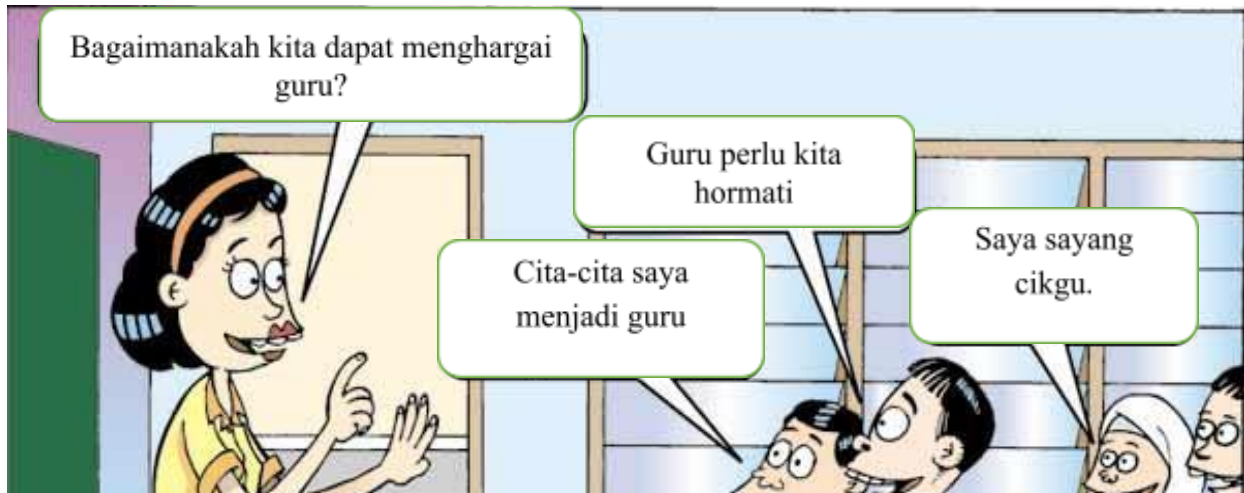 Bagaimanakah kita dapat menghargai
guru?
Guru perlu kita
hormati
Cita-cita saya
menjadi guru
Saya sayang
cikgu.